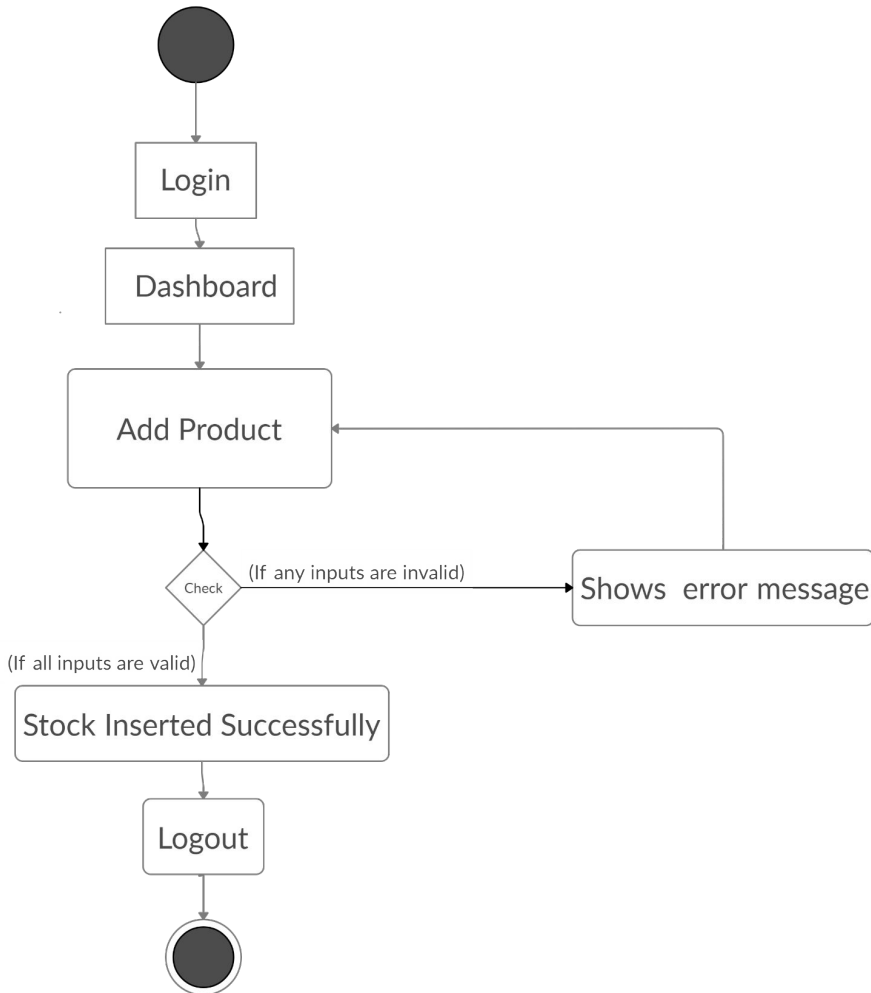 Login
Dashboard
Add Product
Check
(If any inputs are invalid)
Shows  error message
(If all inputs are valid)
Stock Inserted Successfully
Logout